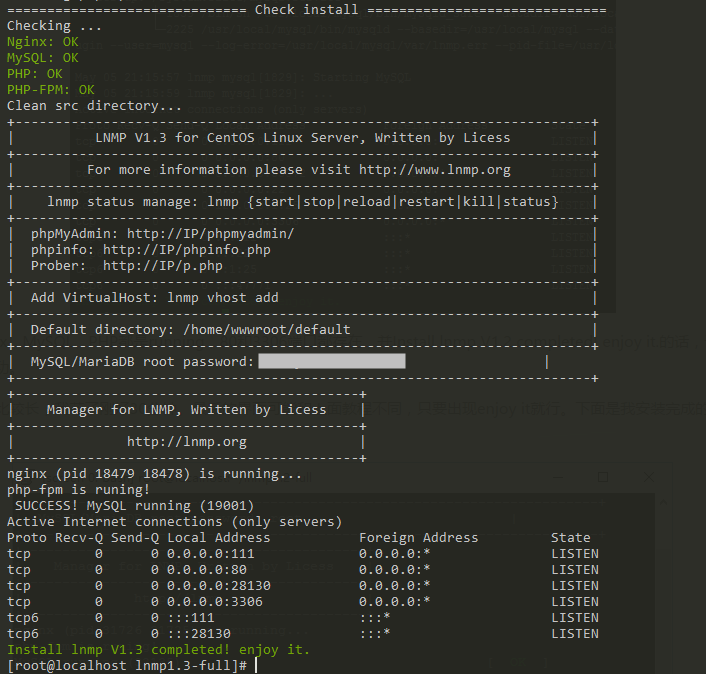 ============================== Check install ==============================
Checking ...
Nginx: OK
MySQL: OK
PHP: OK
PHP-FPM: OK
Clean src directory...
+------------------------------------------------------------------------+
|          LNMP V1.3 for CentOS Linux Server, Written by Licess          |
+------------------------------------------------------------------------+
|         For more information please visit http://www.lnmp.org          |
+------------------------------------------------------------------------+
|    lnmp status manage: lnmp {start|stop|reload|restart|kill|status}    |
+------------------------------------------------------------------------+
|  phpMyAdmin: http://IP/phpmyadmin/                                     |
|  phpinfo: http://IP/phpinfo.php                                        |
|  Prober:  http://IP/p.php                                              |
+------------------------------------------------------------------------+
|  Add VirtualHost: lnmp vhost add                                       |
+------------------------------------------------------------------------+
|  Default directory: /home/wwwroot/default                              |
+------------------------------------------------------------------------+
|  MySQL/MariaDB root password:                                    |
+------------------------------------------------------------------------+
+-------------------------------------------+
|    Manager for LNMP, Written by Licess    |
+-------------------------------------------+
|              http://lnmp.org              |
+-------------------------------------------+
nginx (pid 18479 18478) is running...
php-fpm is runing!
 SUCCESS! MySQL running (19001)
Active Internet connections (only servers)
Proto Recv-Q Send-Q Local Address           Foreign Address         State
tcp        0      0 0.0.0.0:111             0.0.0.0:*               LISTEN
tcp        0      0 0.0.0.0:80              0.0.0.0:*               LISTEN
tcp        0      0 0.0.0.0:28130           0.0.0.0:*               LISTEN
tcp        0      0 0.0.0.0:3306            0.0.0.0:*               LISTEN
tcp6       0      0 :::111                  :::*                    LISTEN
tcp6       0      0 :::28130                :::*                    LISTEN
Install lnmp V1.3 completed! enjoy it.
[root@localhost lnmp1.3-full]#